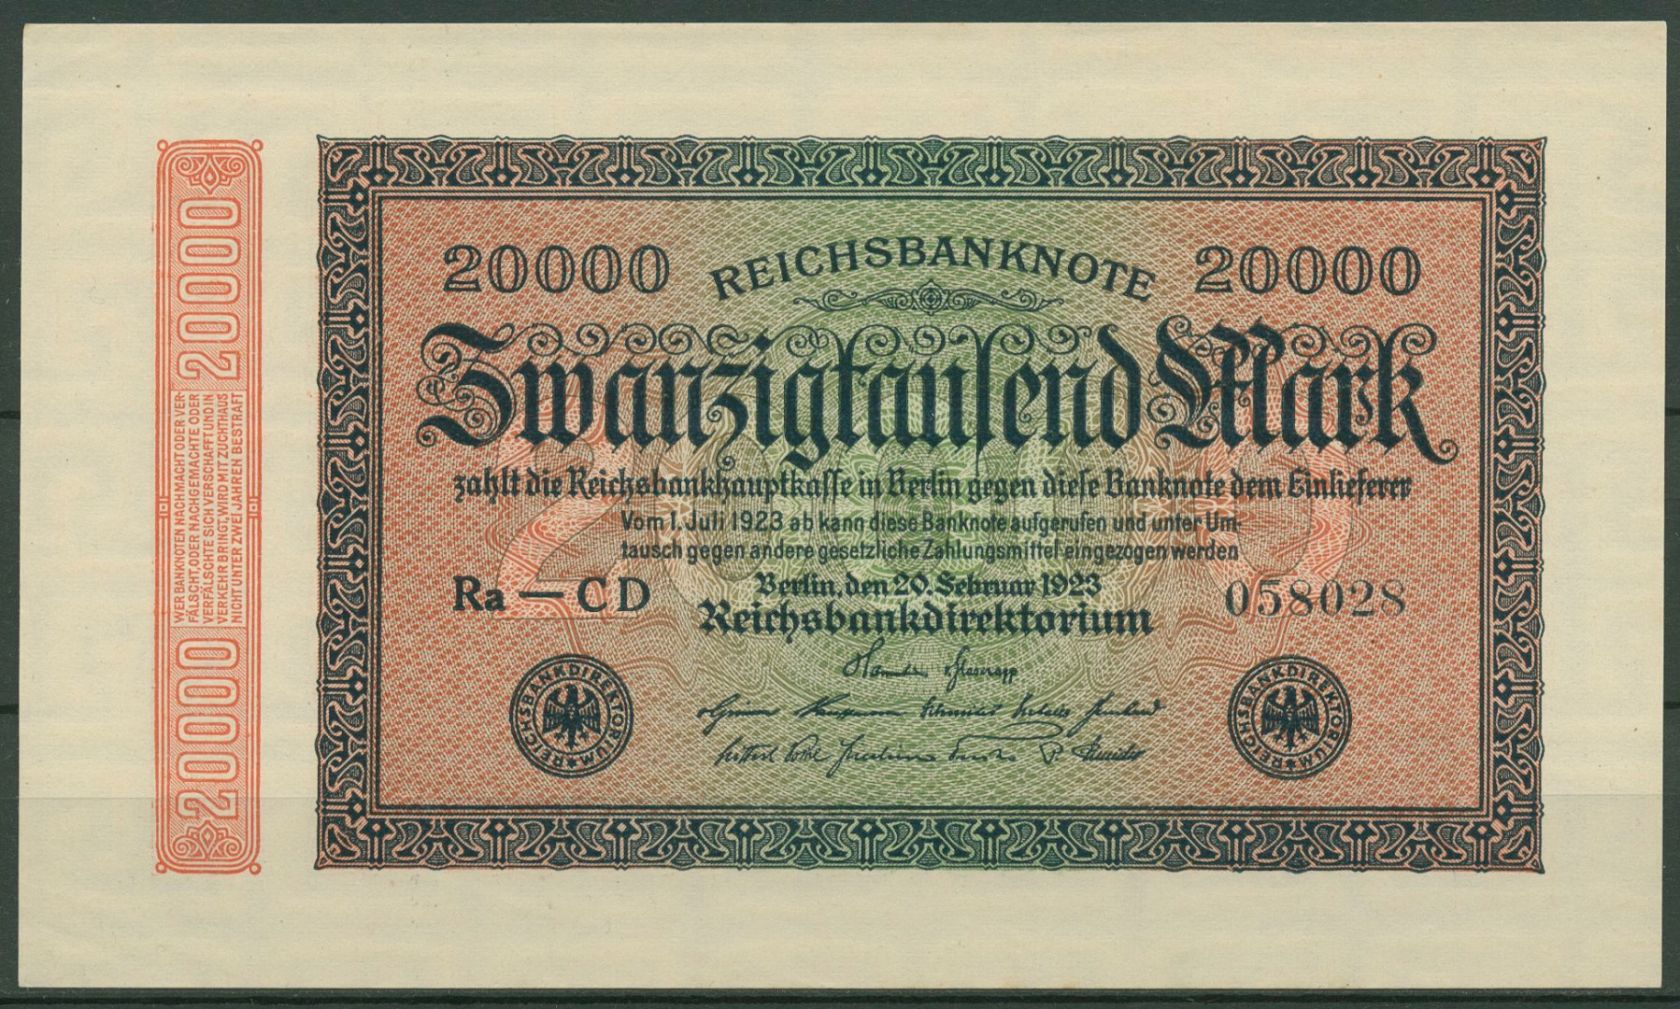 20000
WER BANKNOTEN NACHMACHT ODER VER-
FÄLSCHT, ODER NACHGEMACHTE ODER
VERFÄLSCHTE SICH VERSCHAFFT UND IN
VERKEHR BRINGT, WIRD MIT ZUCHTHAUS
NICHT UNTER ZWEI JAHREN BESTRAFT
20000
20000 REICHSBANKNOTE 20000
Zwanzigtausend Mark
zahlt die Reichsbankhauptkasse in Berlin gegen diese Banknote dem Einlieferer
Vom 1. Juli 1923 ab kann diese Banknote aufgerufen und unter Um-
tausch gegen andere gesetzliche Zahlungsmittel eingezogen werden
Berlin, den 20. Februar 1923
Ra — CD 058028
Reichsbankdirektorium
REICHSBANKDIREKTORIUM
REICHSBANKDIREKTORIUM
20000